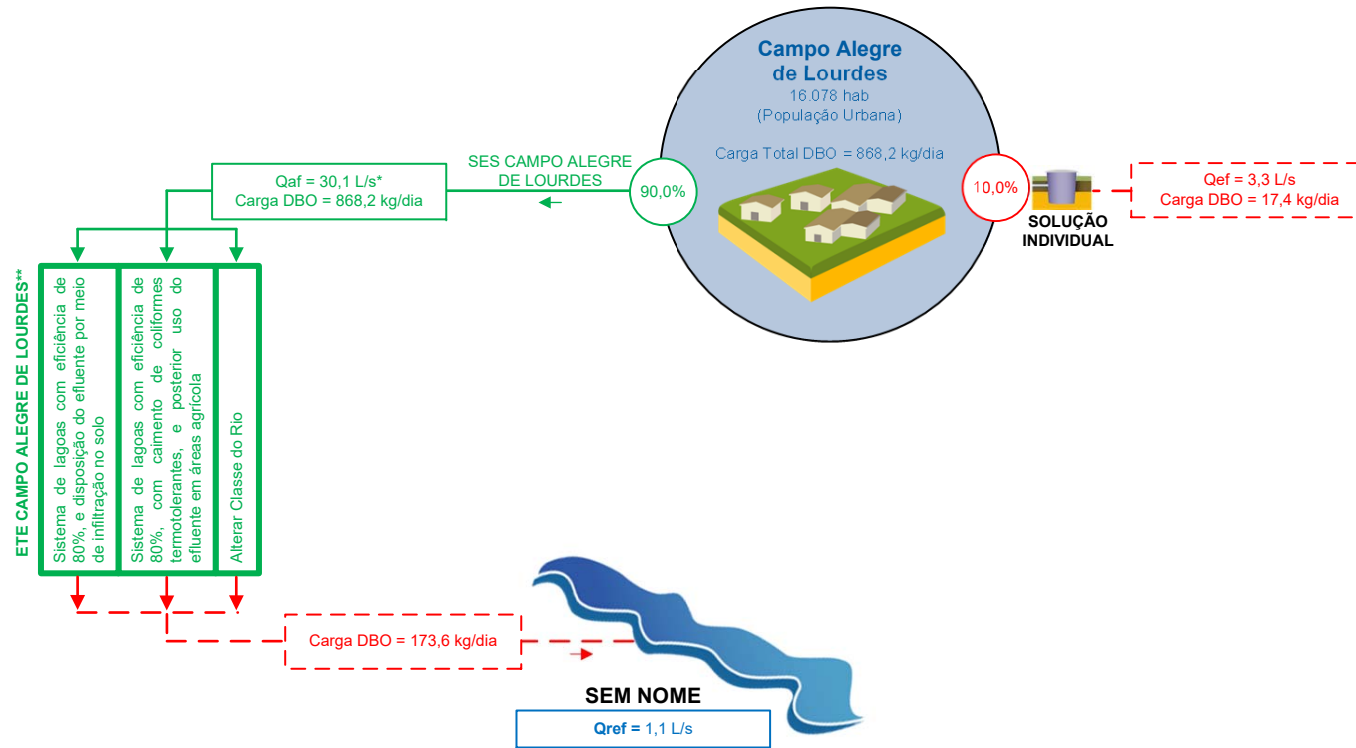 Campo Alegre
de Lourdes
16.078 hab
(População Urbana)
Carga Total DBO = 868,2 kg/dia
90,0%
10,0%
SES CAMPO ALEGRE
DE LOURDES
Qaf = 30,1 L/s*
Carga DBO = 868,2 kg/dia
SOLUÇÃO
INDIVIDUAL
Qef = 3,3 L/s
Carga DBO = 17,4 kg/dia
ETE CAMPO ALEGRE DE LOURDES**
Sistema de lagoas com eficiência de
80%, e disposição do efluente por meio
de infiltração no solo
Sistema de lagoas com eficiência de
80%, com caimento de coliformes
termotolerantes, e posterior uso do
efluente em áreas agrícola
Alterar Classe do Rio
Carga DBO = 173,6 kg/dia
SEM NOME
Qref = 1,1 L/s